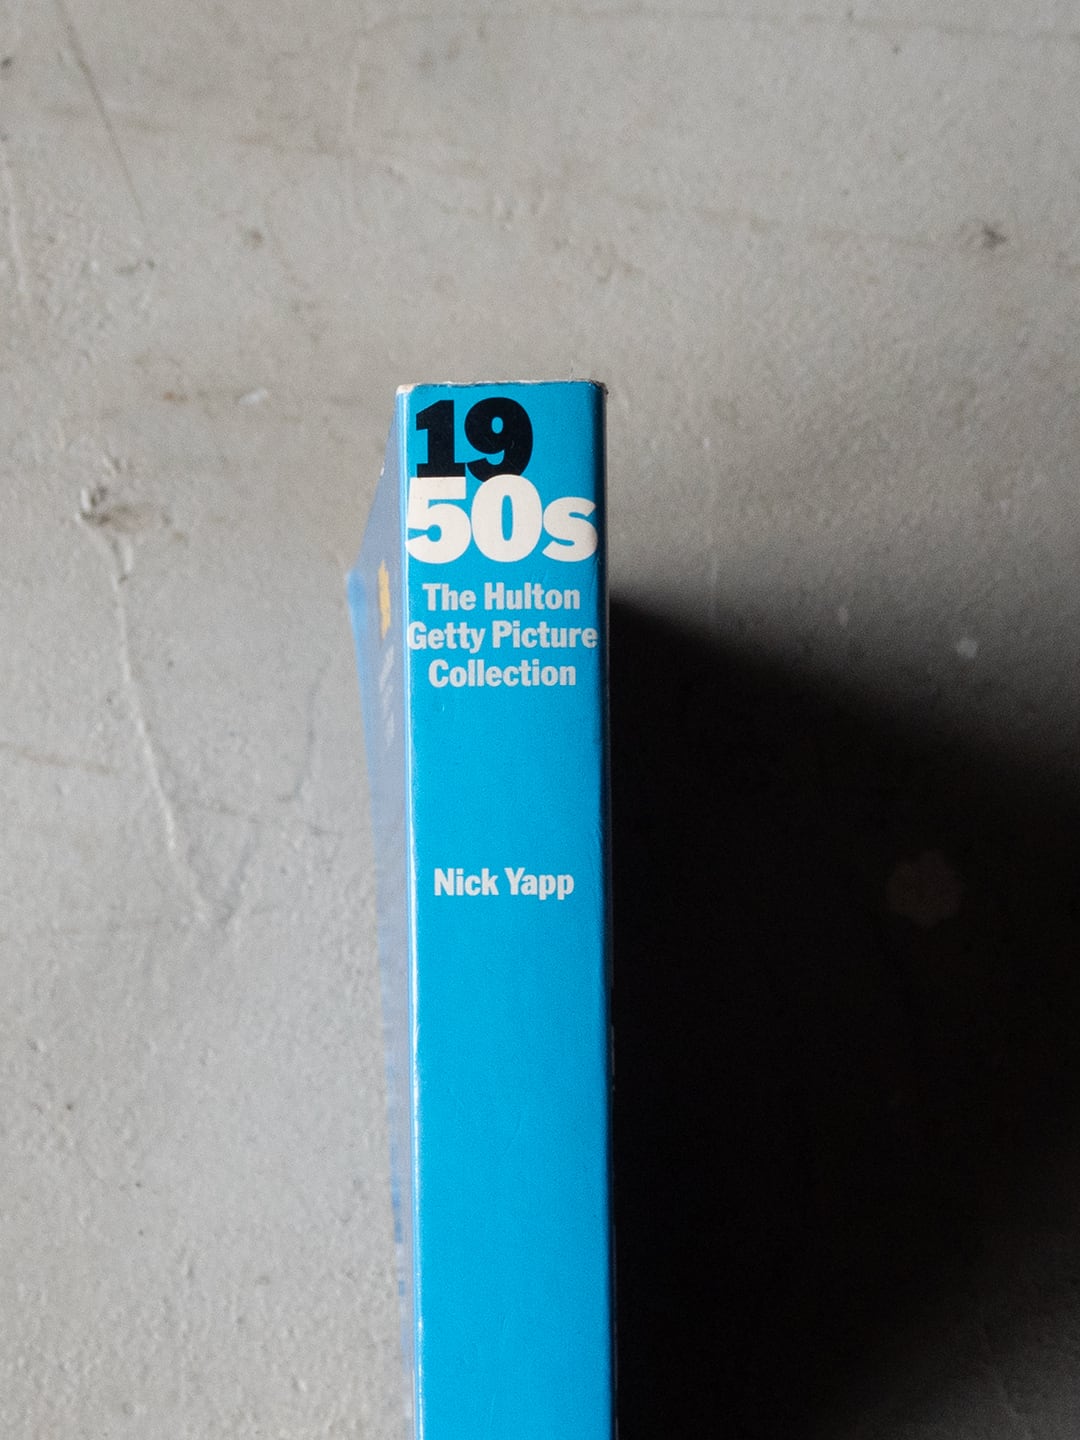 19
50s
The Hulton
Getty Picture
Collection
Nick Yapp